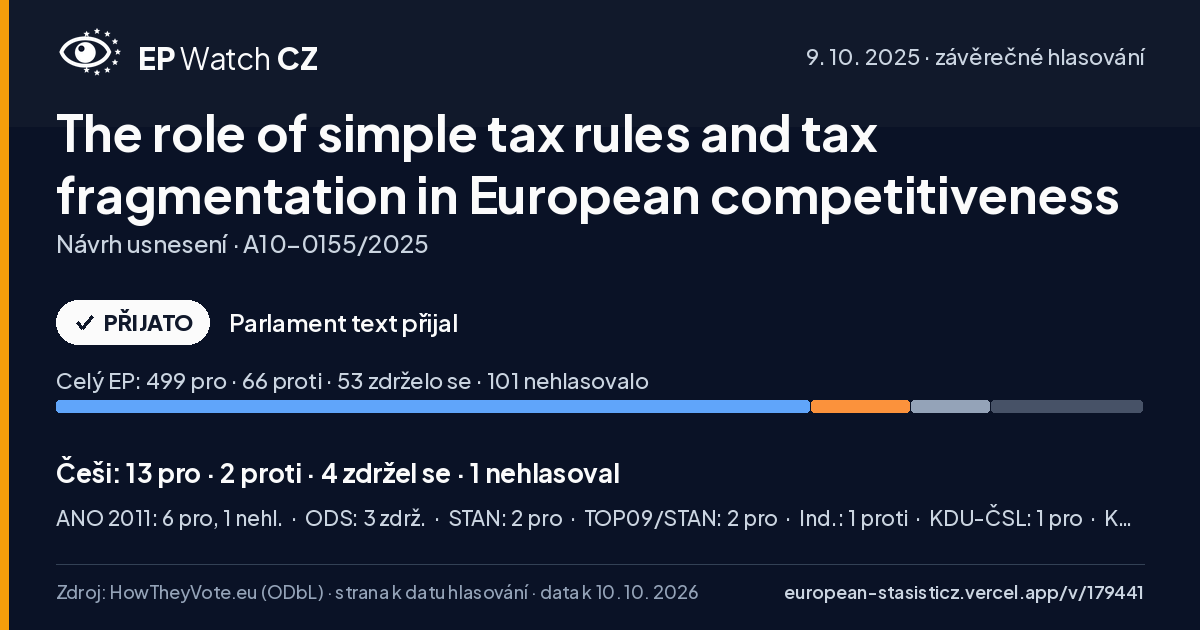 EP Watch CZ
9. 10. 2025 · závěrečné hlasování
The role of simple tax rules and tax
fragmentation in European competitiveness
Návrh usnesení · A10-0155/2025
✓ PŘIJATO Parlament text přijal
Celý EP: 499 pro · 66 proti · 53 zdrželo se · 101 nehlasovalo
Češi: 13 pro · 2 proti · 4 zdržel se · 1 nehlasoval
ANO 2011: 6 pro, 1 nehl. · ODS: 3 zdrž. · STAN: 2 pro · TOP09/STAN: 2 pro · Ind.: 1 proti · KDU-ČSL: 1 pro · K…
Zdroj: HowTheyVote.eu (ODbL) · strana k datu hlasování · data k 10. 10. 2026
european-stasisticz.vercel.app/v/179441